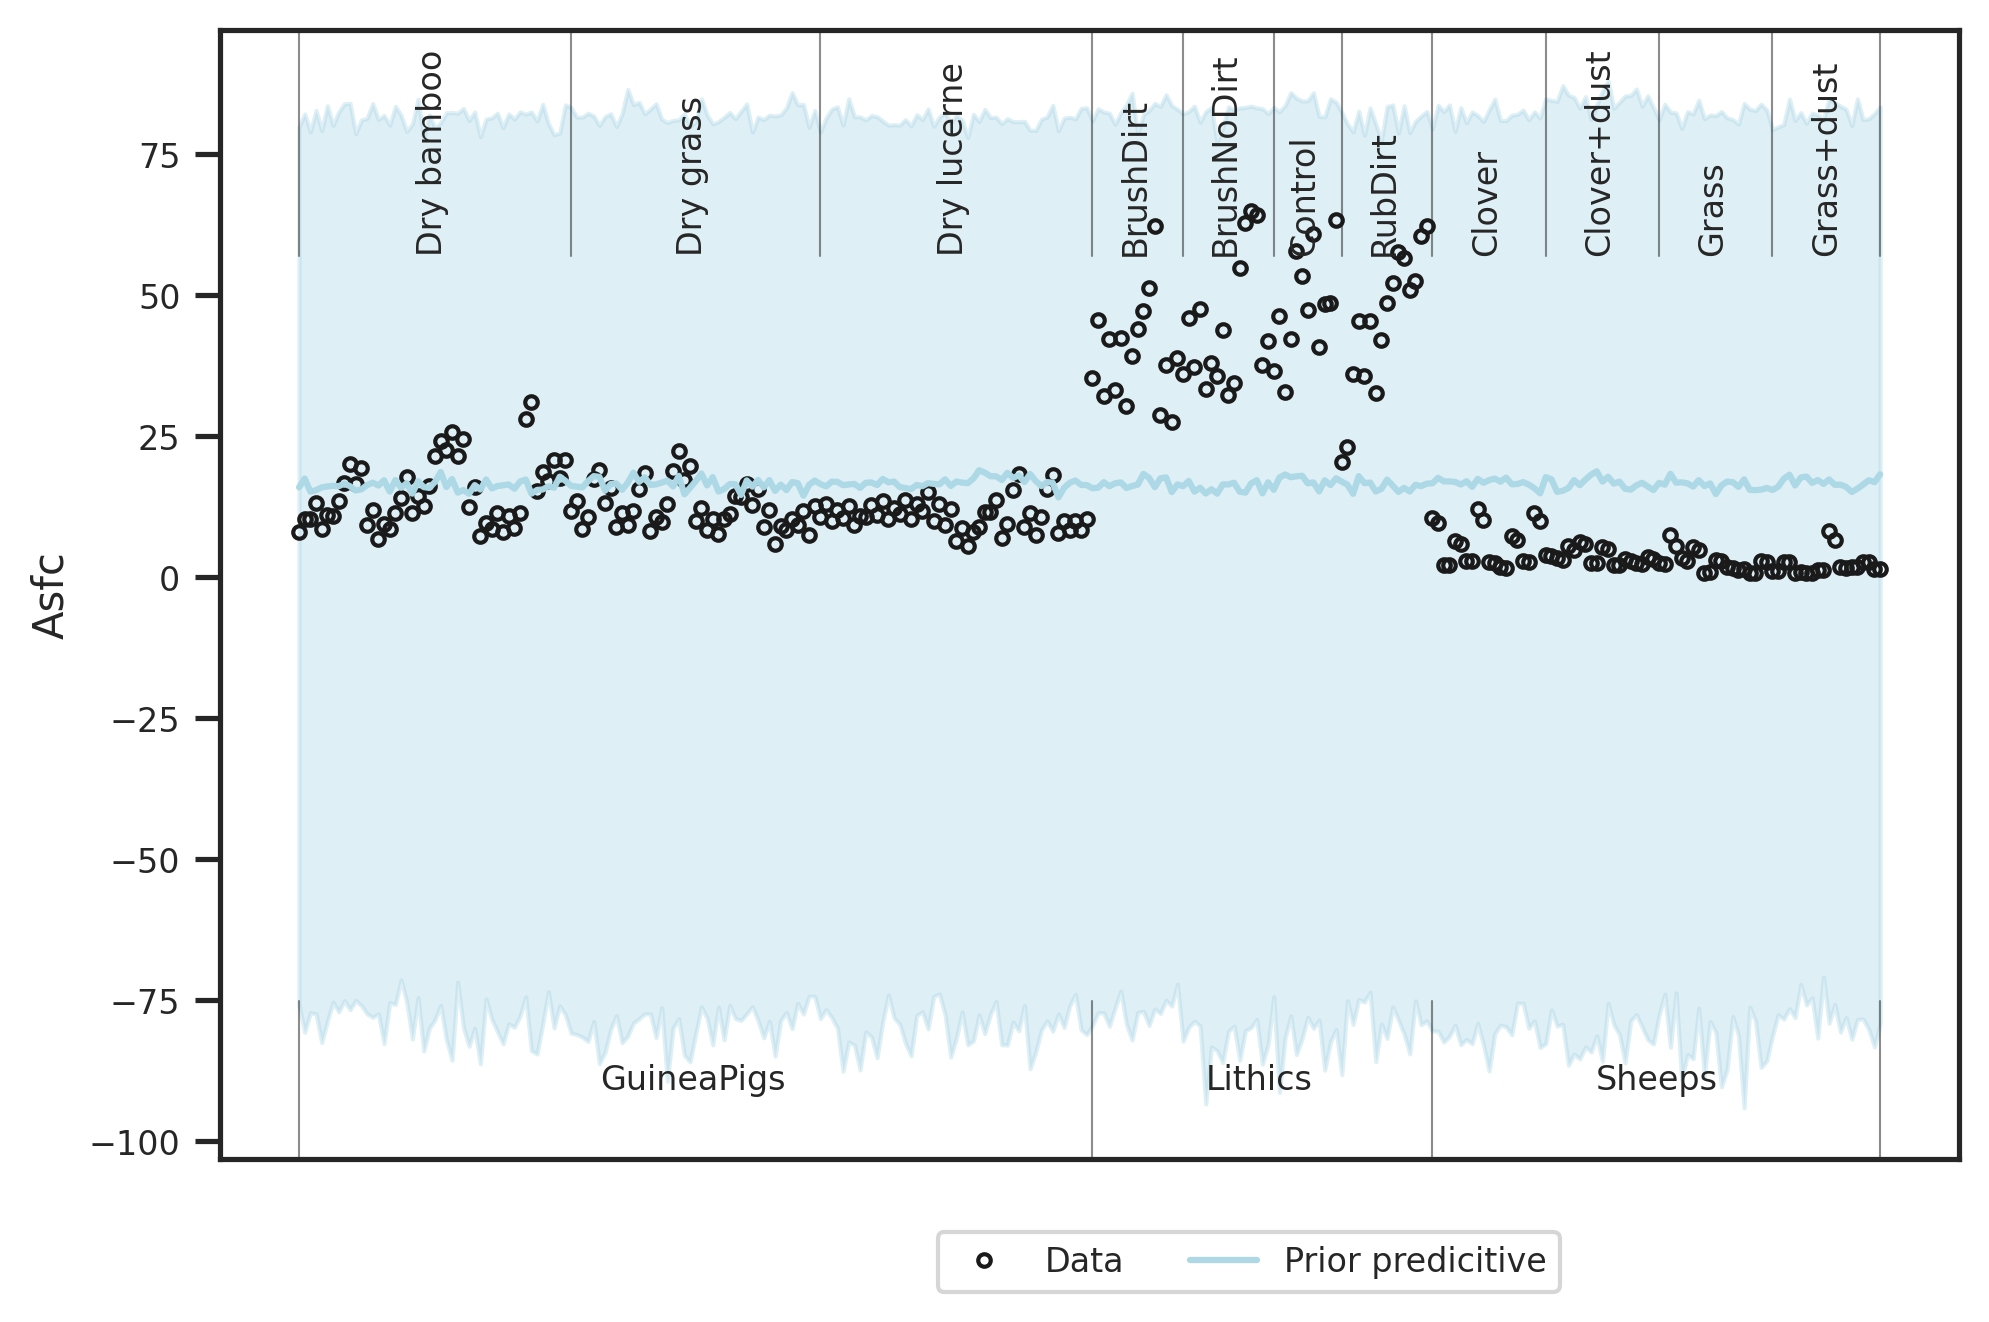 Dry bamboo
Dry grass
Dry lucerne
BrushDirt
BrushNoDirt
Control
RubDirt
Clover
Clover+dust
Grass
Grass+dust
75
50
25
0
−25
−50
−75
−100
Asfc
GuineaPigs
Lithics
Sheeps
Data
Prior predicitive